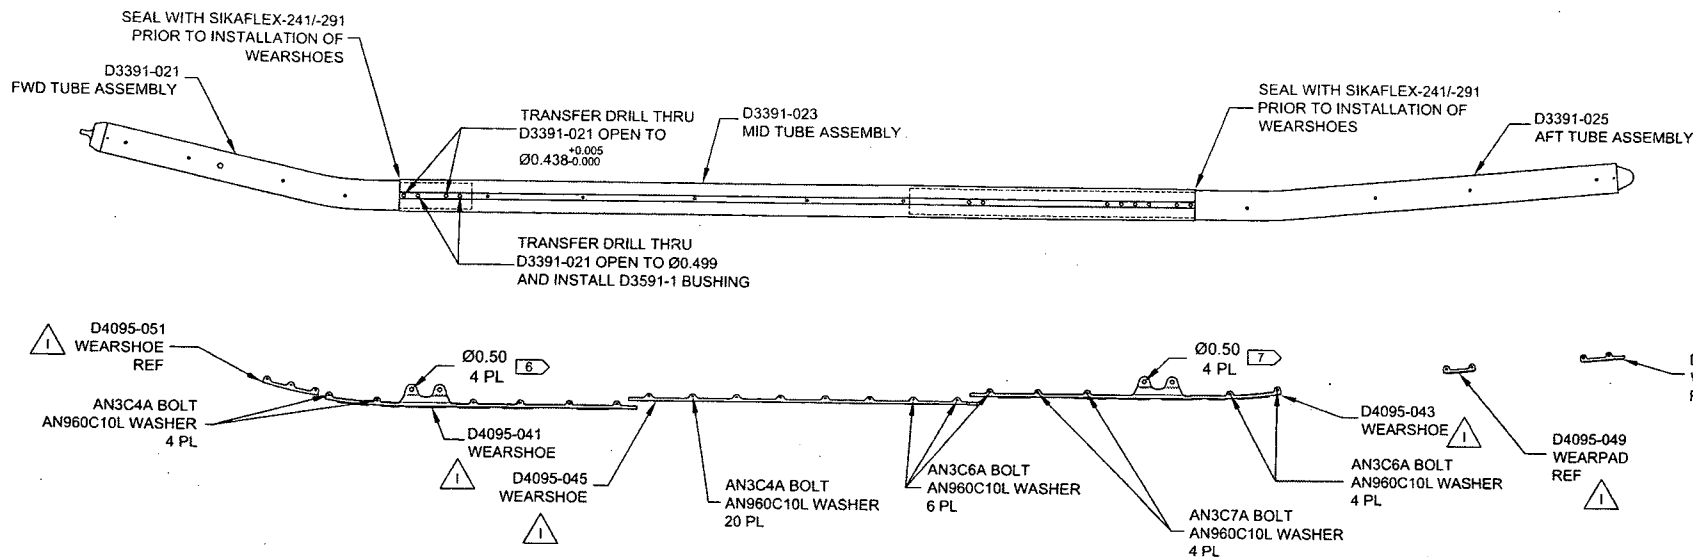 SEAL WITH SIKAFLEX-241/-291
PRIOR TO INSTALLATION OF
WEARSHOES
D3391-021
FWD TUBE ASSEMBLY
TRANSFER DRILL THRU
D3391-021 OPEN TO
Ø0.438 +0.005
-0.000
D3391-023
MID TUBE ASSEMBLY
SEAL WITH SIKAFLEX-241/-291
PRIOR TO INSTALLATION OF
WEARSHOES
D3391-025
AFT TUBE ASSEMBLY
TRANSFER DRILL THRU
D3391-021 OPEN TO Ø0.499
AND INSTALL D3591-1 BUSHING
I
D4095-051
WEARSHOE
REF
Ø0.50
4 PL
6
Ø0.50
4 PL
7
AN3C4A BOLT
AN960C10L WASHER
4 PL
D4095-041
WEARSHOE
I
D4095-045
WEARSHOE
I
AN3C4A BOLT
AN960C10L WASHER
20 PL
AN3C6A BOLT
AN960C10L WASHER
6 PL
AN3C7A BOLT
AN960C10L WASHER
4 PL
D4095-043
WEARSHOE
I
AN3C6A BOLT
AN960C10L WASHER
4 PL
D4095-049
WEARPAD
REF
I